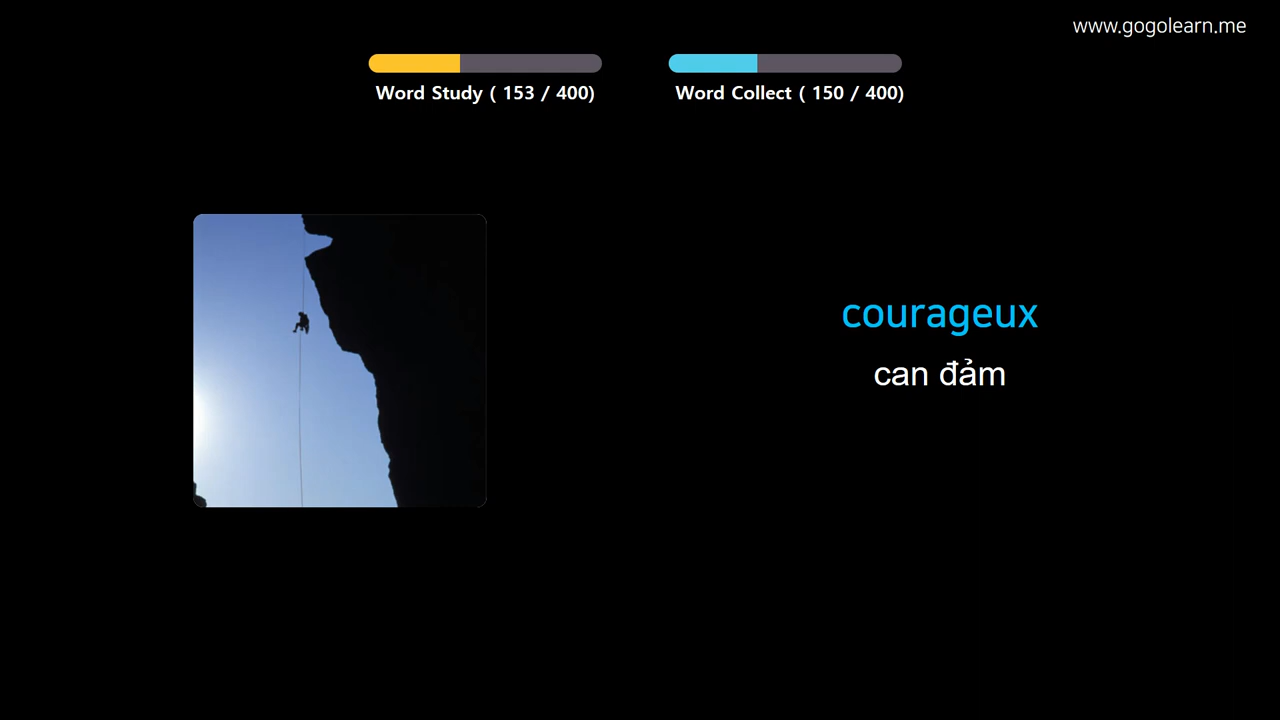 www.gogolearn.me
Word Study ( 153 / 400)
Word Collect ( 150 / 400)
courageux
can đảm